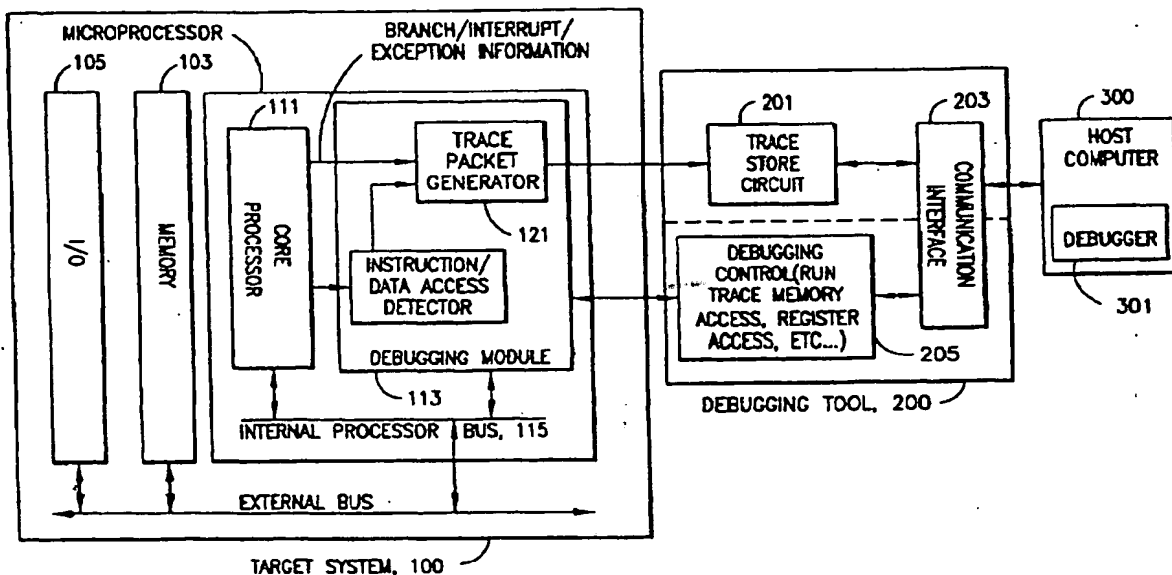 MICROPROCESSOR
BRANCH/INTERRUPT/
EXCEPTION INFORMATION
105
103
111
I/O
MEMORY
CORE
PROCESSOR
TRACE
PACKET
GENERATOR
121
INSTRUCTION/
DATA ACCESS
DETECTOR
DEBUGGING MODULE
113
INTERNAL PROCESSOR BUS, 115
EXTERNAL BUS
TARGET SYSTEM, 100
201
TRACE
STORE
CIRCUIT
203
COMMUNICATION
INTERFACE
DEBUGGING
CONTROL(RUN
TRACE MEMORY
ACCESS, REGISTER
ACCESS, ETC...)
205
DEBUGGING TOOL, 200
300
HOST
COMPUTER
DEBUGGER
301